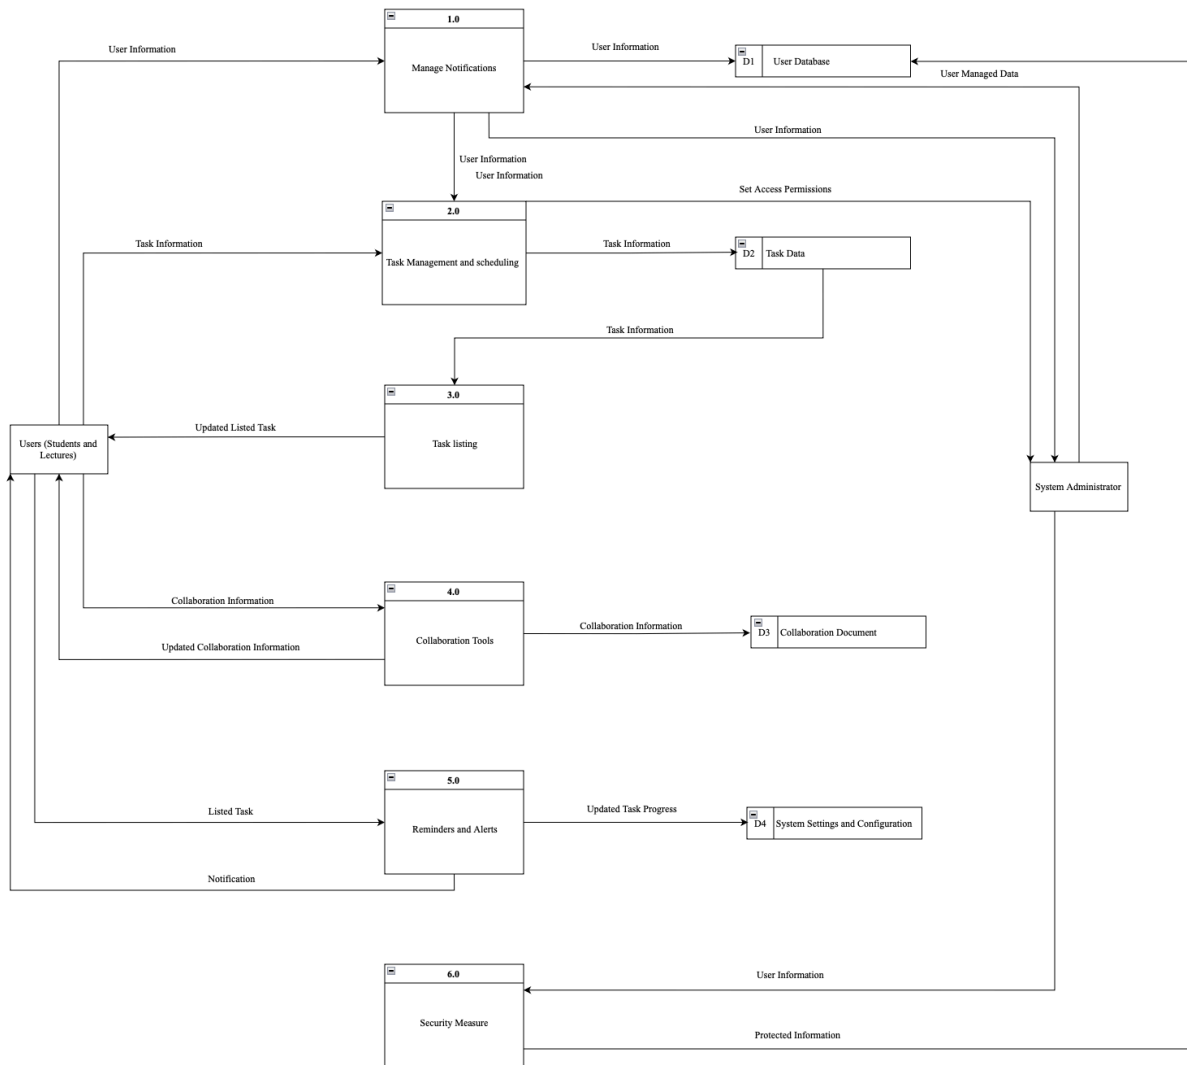 1.0
User Information
User Information
Manage Notifications
D1
User Database
User Managed Data
User Information
User Information
User Information
Set Access Permissions
2.0
Task Information
Task Information
Task Management and scheduling
D2
Task Data
Task Information
3.0
Updated Listed Task
Task listing
Users (Students and
Lectures)
System Administrator
4.0
Collaboration Information
Collaboration Information
Collaboration Tools
D3
Collaboration Document
Updated Collaboration Information
5.0
Listed Task
Updated Task Progress
Reminders and Alerts
D4
System Settings and Configuration
Notification
6.0
User Information
Security Measure
Protected Information